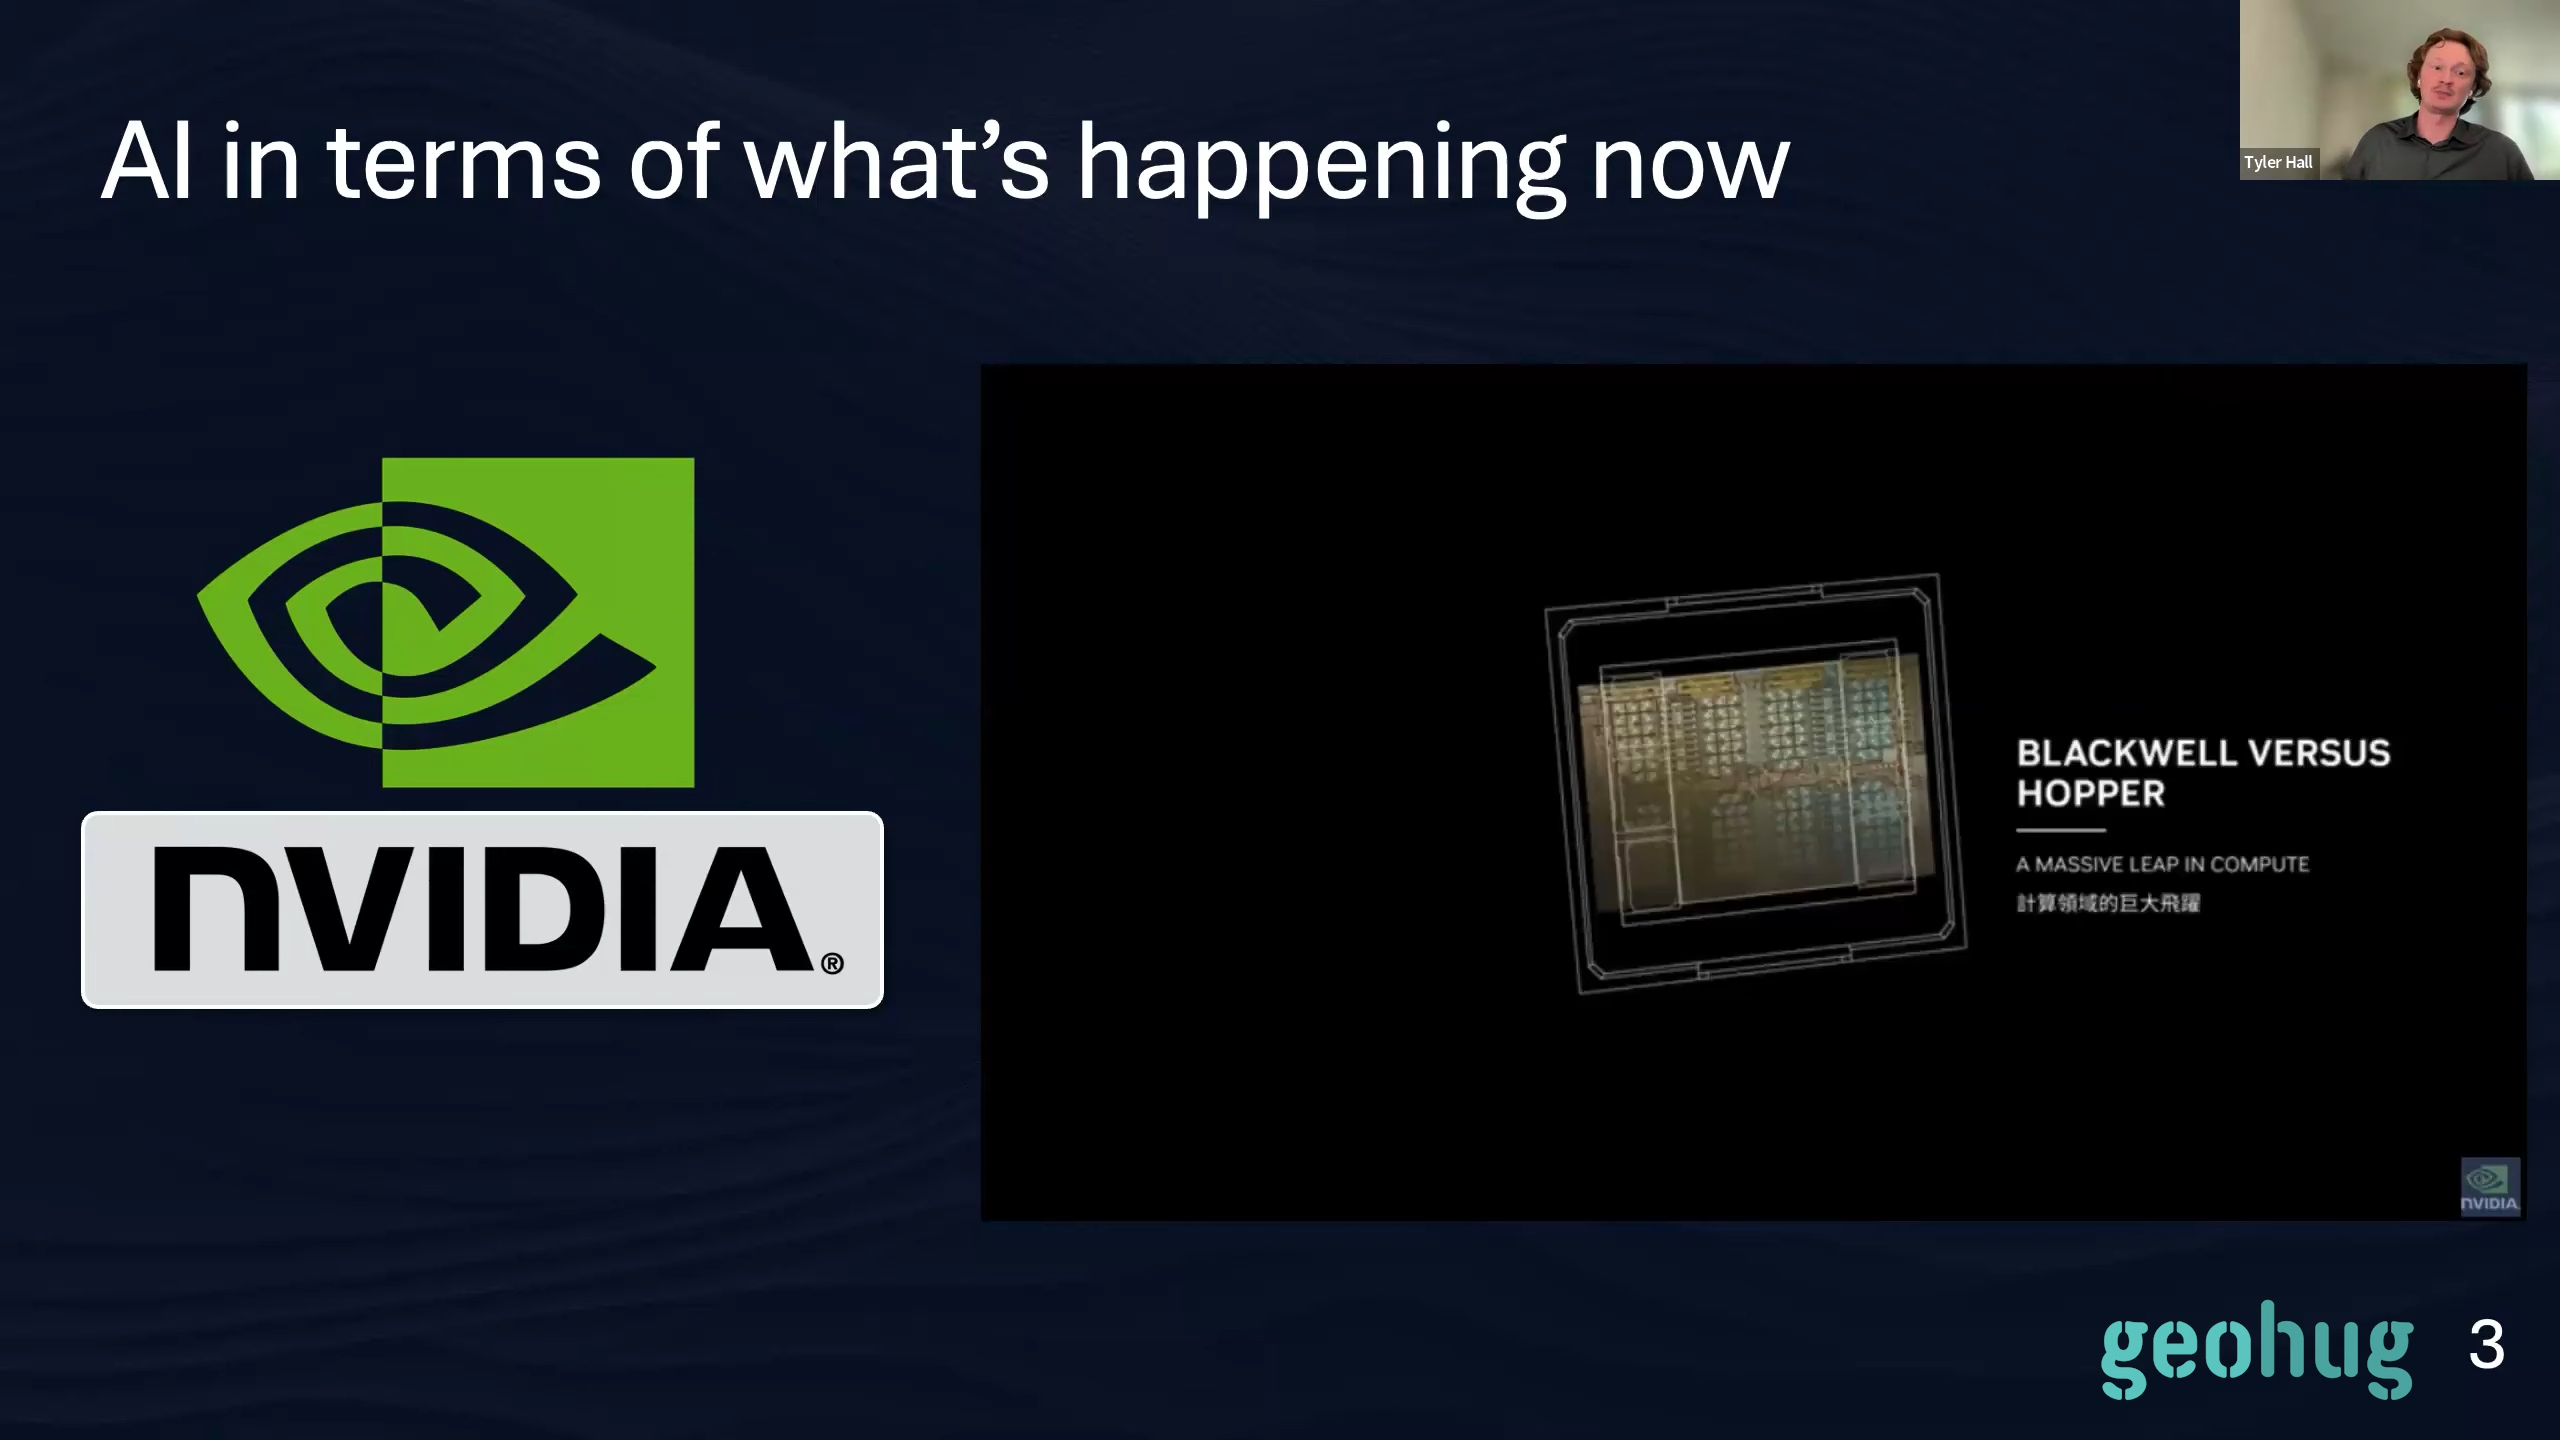 AI in terms of what’s happening now
Tyler Hall
NVIDIA®
BLACKWELL VERSUS
HOPPER
A MASSIVE LEAP IN COMPUTE
計算領域的巨大飛躍
NVIDIA
geohug
3